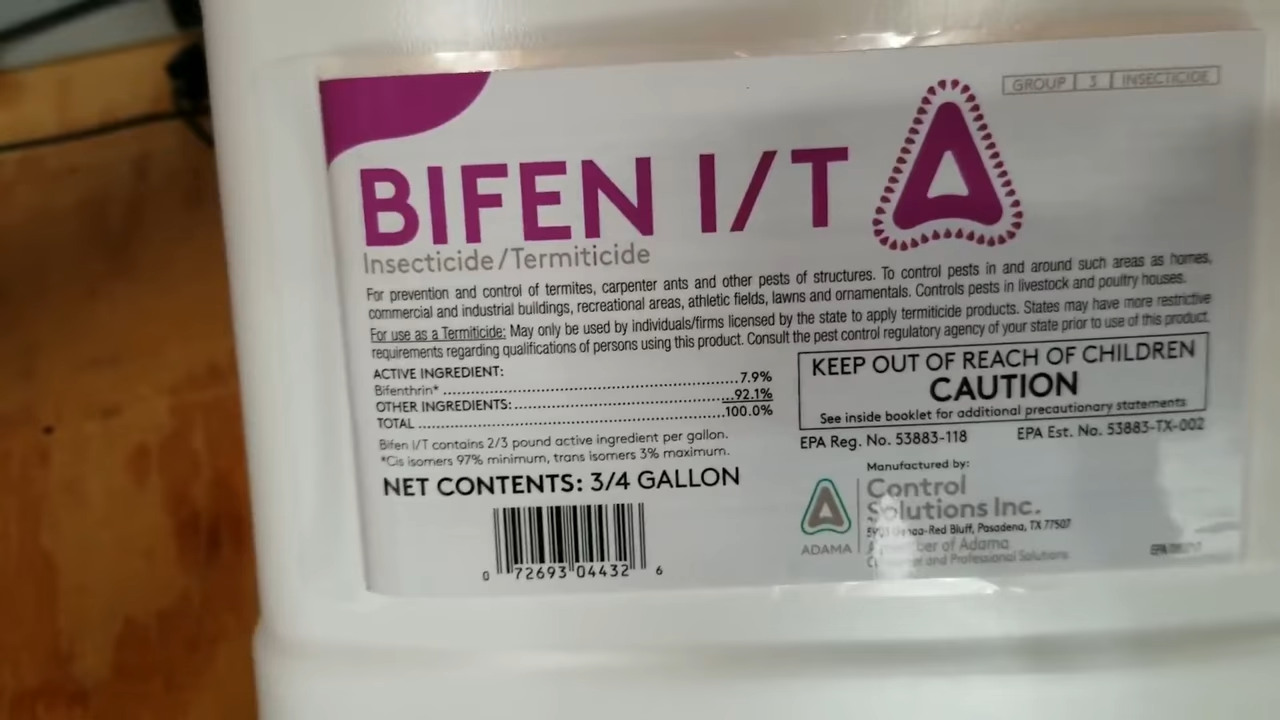 GROUP 3 INSECTICIDE
BIFEN I/T
Insecticide/Termiticide
For prevention and control of termites, carpenter ants and other pests of structures. To control pests in and around such areas as homes,
commercial and industrial buildings, recreational areas, athletic fields, lawns and ornamentals. Controls pests in livestock and poultry houses.
For use as a Termiticide: May only be used by individuals/firms licensed by the state to apply termiticide products. States may have more restrictive
requirements regarding qualifications of persons using this product. Consult the pest control regulatory agency of your state prior to use of this product.
ACTIVE INGREDIENT:
Bifenthrin* ........................................................7.9%
OTHER INGREDIENTS:..........................................92.1%
TOTAL .............................................................100.0%
Bifen I/T contains 2/3 pound active ingredient per gallon.
*Cis isomers 97% minimum, trans isomers 3% maximum.
NET CONTENTS: 3/4 GALLON
0 72693 04432 6
KEEP OUT OF REACH OF CHILDREN
CAUTION
See inside booklet for additional precautionary statements
EPA Reg. No. 53883-118 EPA Est. No. 53883-TX-002
ADAMA
Manufactured by:
Control
Solutions Inc.
-Red Bluff, Pasadena, TX 77507
of Adama
and Professional Solutions